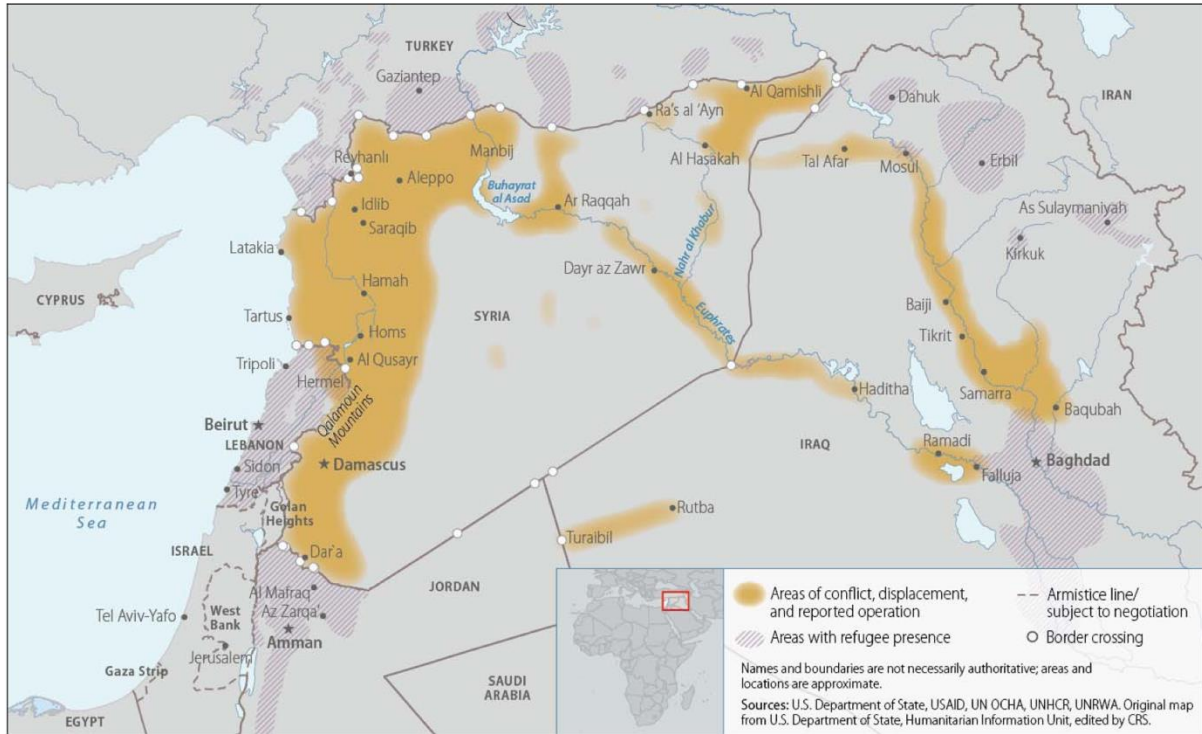 TURKEY
Gaziantep
Al Qamishli
Ra's al 'Ayn
Dahuk
IRAN
Reyhanlı
Manbij
Al Hasakah
Tal Afar
Mosul
Erbil
Aleppo
Buhayrat
al Asad
Ar Raqqah
Idlib
Saraqib
As Sulaymaniyah
Latakia
Nahr al Khabur
Kirkuk
Dayr az Zawr
Hamah
CYPRUS
Euphrates
Baiji
Tartus
SYRIA
Homs
Tikrit
Tripoli
Al Qusayr
Hermel
Samarra
Haditha
Qalamoun
Mountains
Baqubah
Beirut
LEBANON
IRAQ
Ramadi
Damascus
Baghdad
Sidon
Falluja
Tyre
Mediterranean
Sea
Golan
Heights
Rutba
Turaibil
ISRAEL
Dar'a
JORDAN
Al Mafraq
Az Zarqa'
Tel Aviv-Yafo
West
Bank
Amman
Jerusalem
Gaza Strip
SAUDI
ARABIA
EGYPT
Areas of conflict, displacement,
and reported operation
Armistice line/
subject to negotiation
Areas with refugee presence
Border crossing
Names and boundaries are not necessarily authoritative; areas and
locations are approximate.
Sources: U.S. Department of State, USAID, UN OCHA, UNHCR, UNRWA. Original map
from U.S. Department of State, Humanitarian Information Unit, edited by CRS.